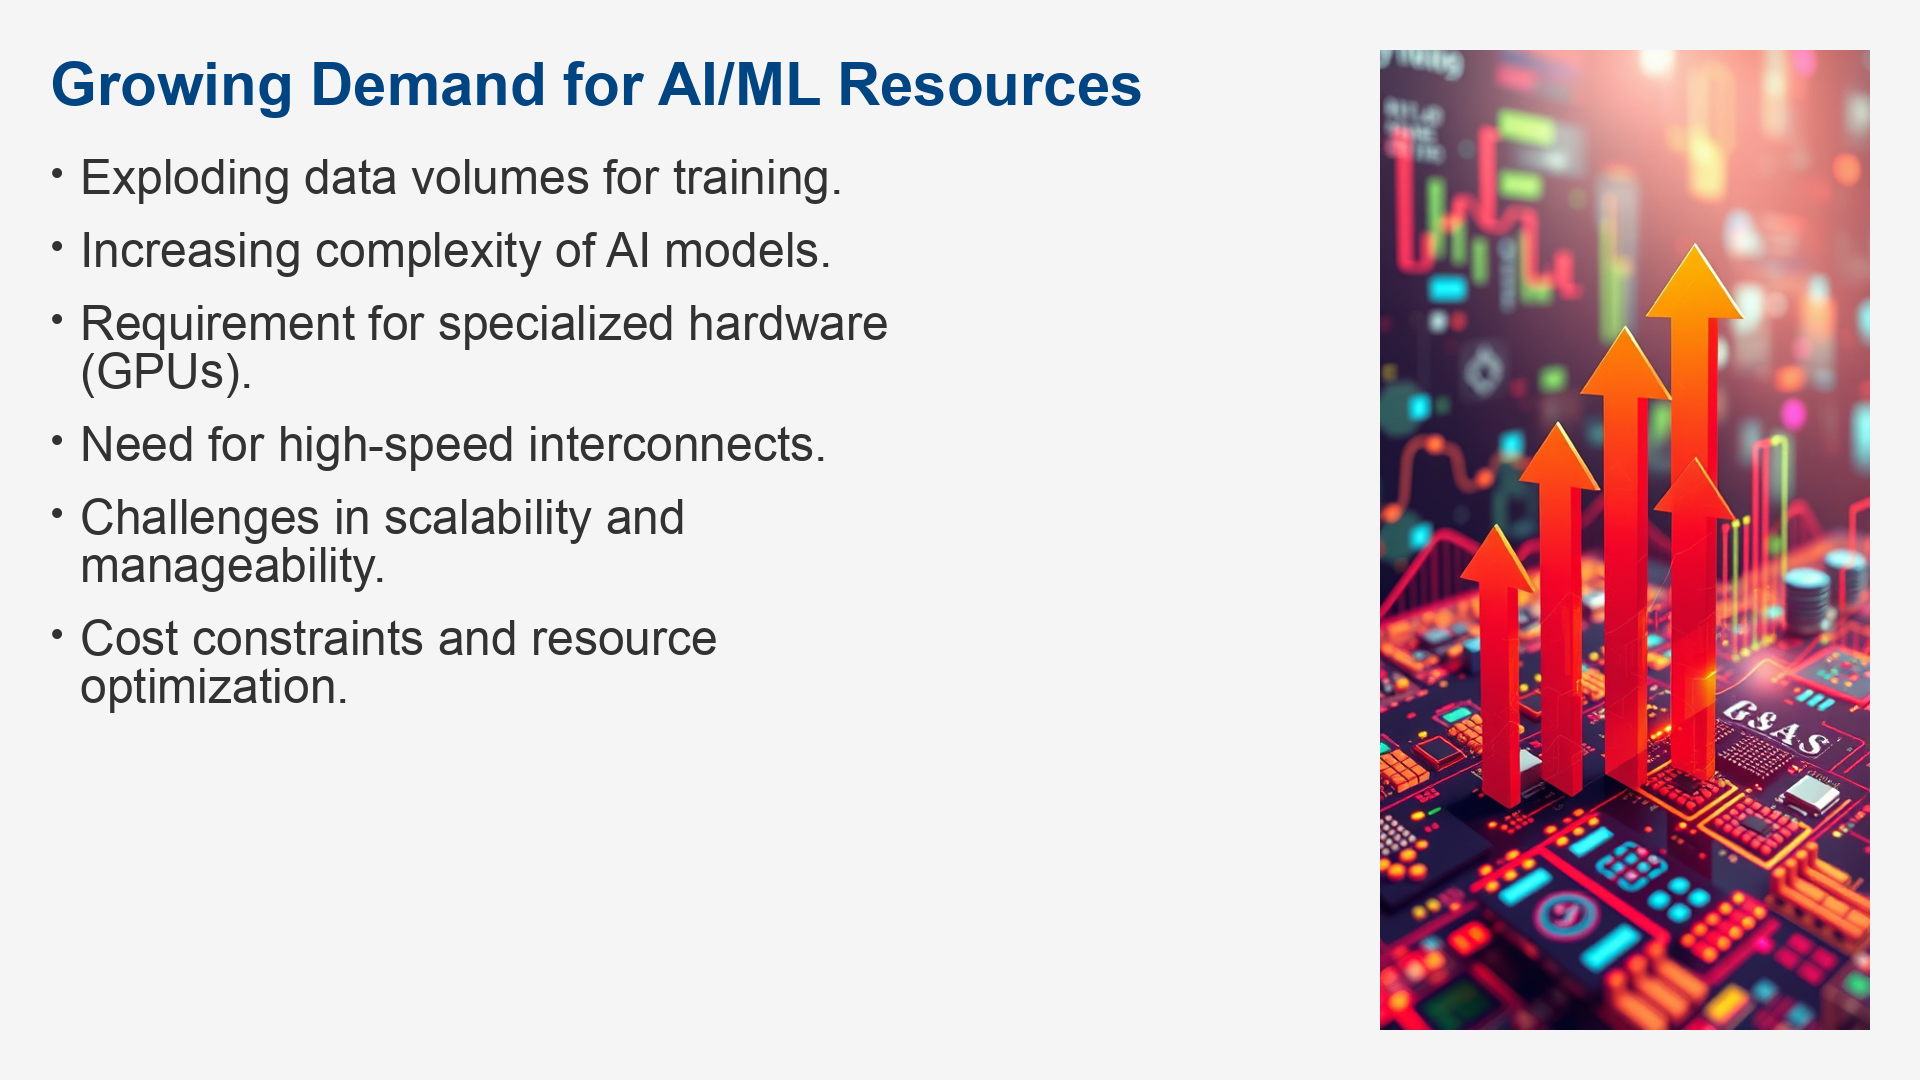 Growing Demand for AI/ML Resources
• Exploding data volumes for training.
• Increasing complexity of AI models.
• Requirement for specialized hardware
(GPUs).
• Need for high-speed interconnects.
• Challenges in scalability and
manageability.
• Cost constraints and resource
optimization.
G&AS